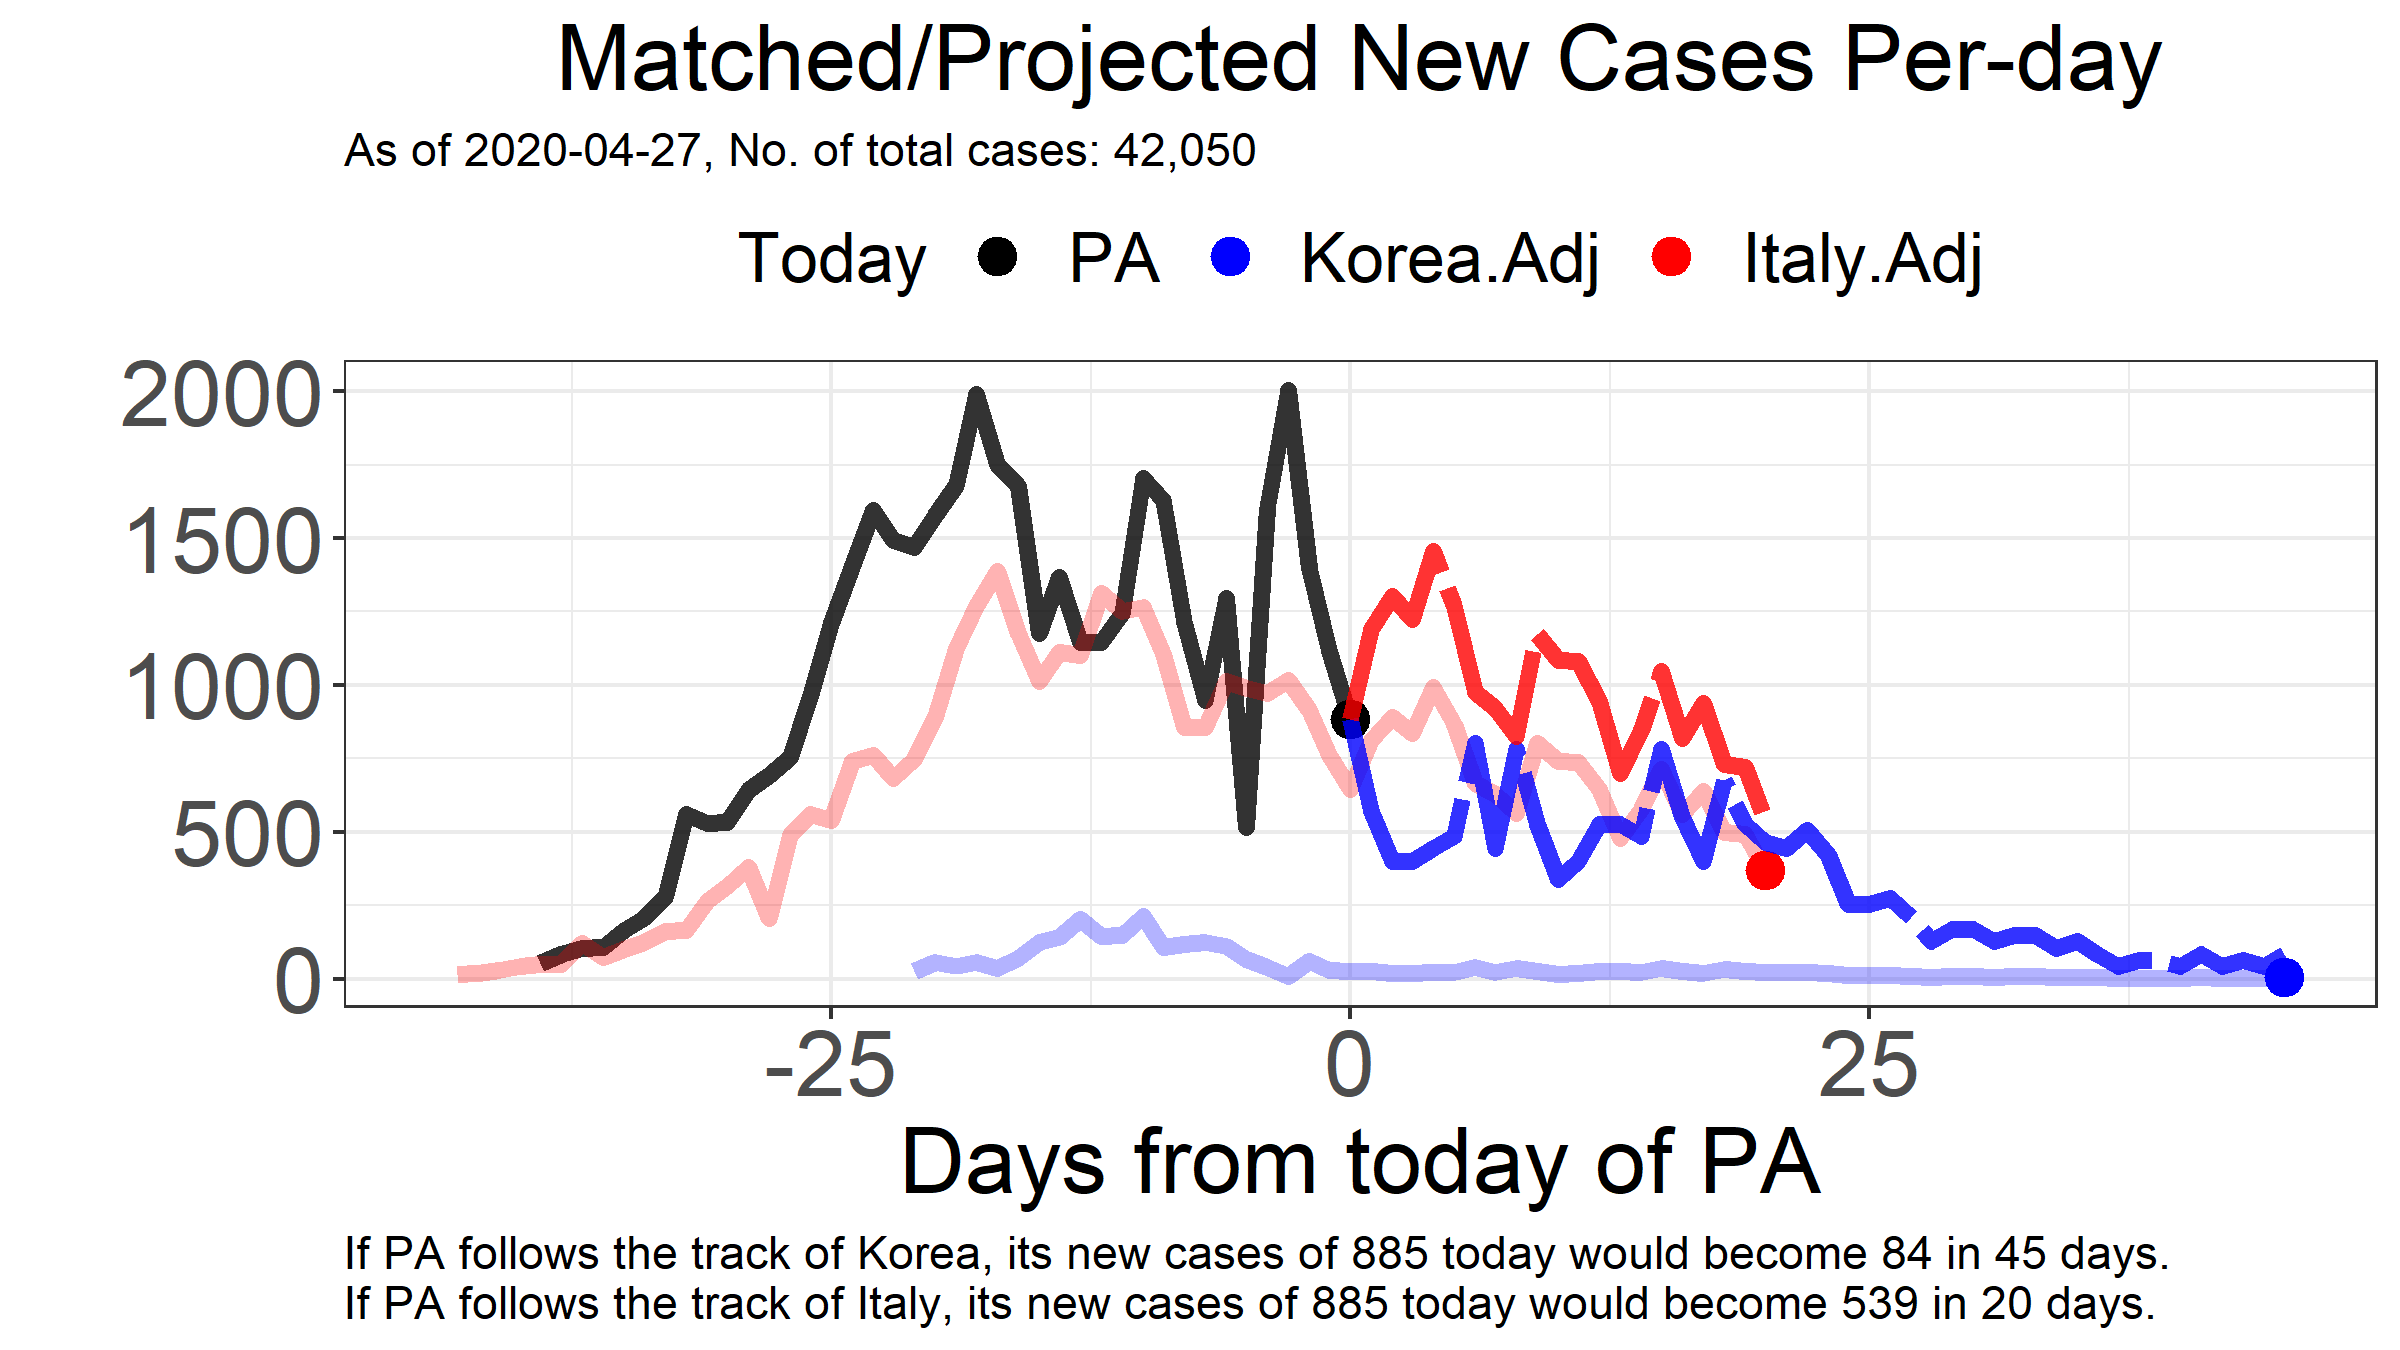 Matched/Projected New Cases Per-day
As of 2020-04-27, No. of total cases: 42,050
Today PA Korea.Adj Italy.Adj
2000
1500
1000
500
0
-25 0 25
Days from today of PA
If PA follows the track of Korea, its new cases of 885 today would become 84 in 45 days.
If PA follows the track of Italy, its new cases of 885 today would become 539 in 20 days.